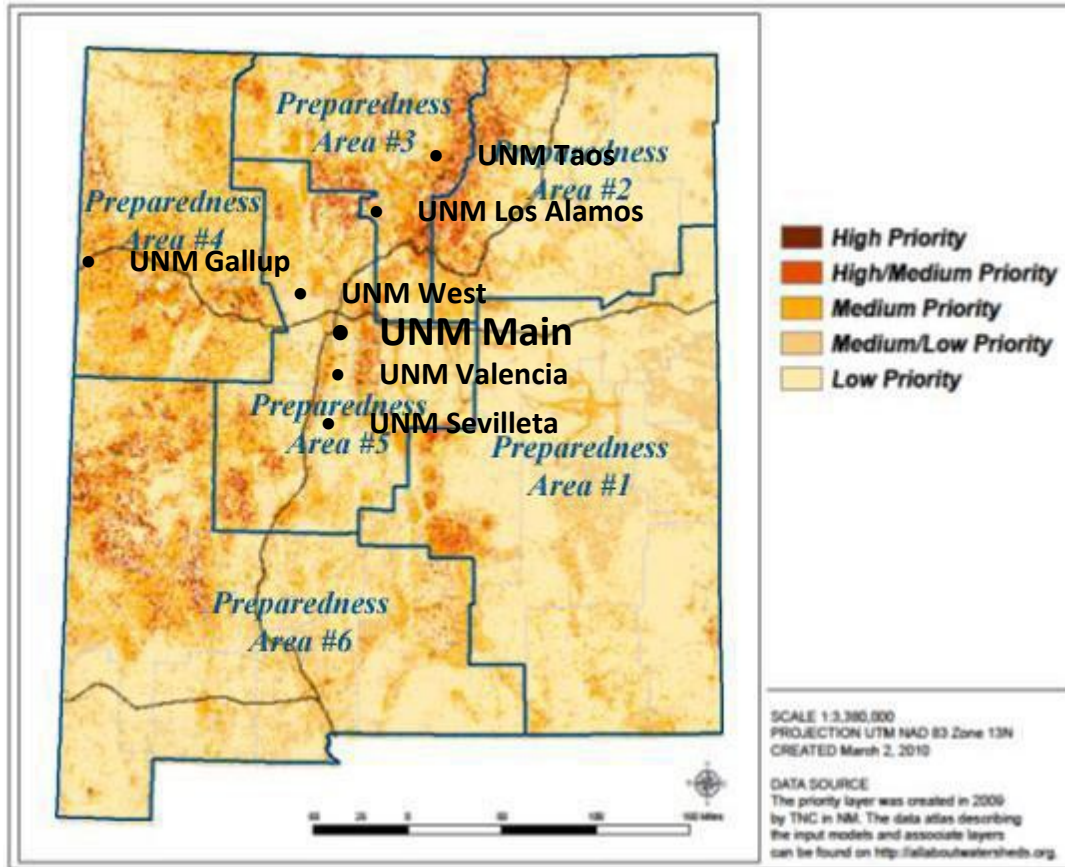 Preparedness
Area #3
UNM Taos
Preparedness
Area #2
Preparedness
Area #4
UNM Los Alamos
UNM Gallup
UNM West
UNM Main
UNM Valencia
Preparedness
Area #5
UNM Sevilleta
Preparedness
Area #1
Preparedness
Area #6
High Priority
High/Medium Priority
Medium Priority
Medium/Low Priority
Low Priority
SCALE 1:3,380,000
PROJECTION UTM NAD 83 Zone 13N
CREATED March 2, 2010
DATA SOURCE
The priority layer was created in 2009
by TNC in NM. The data atlas describing
the input models and associate layers
can be found on http://allaboutwatersheds.org.
0
50
100
Miles